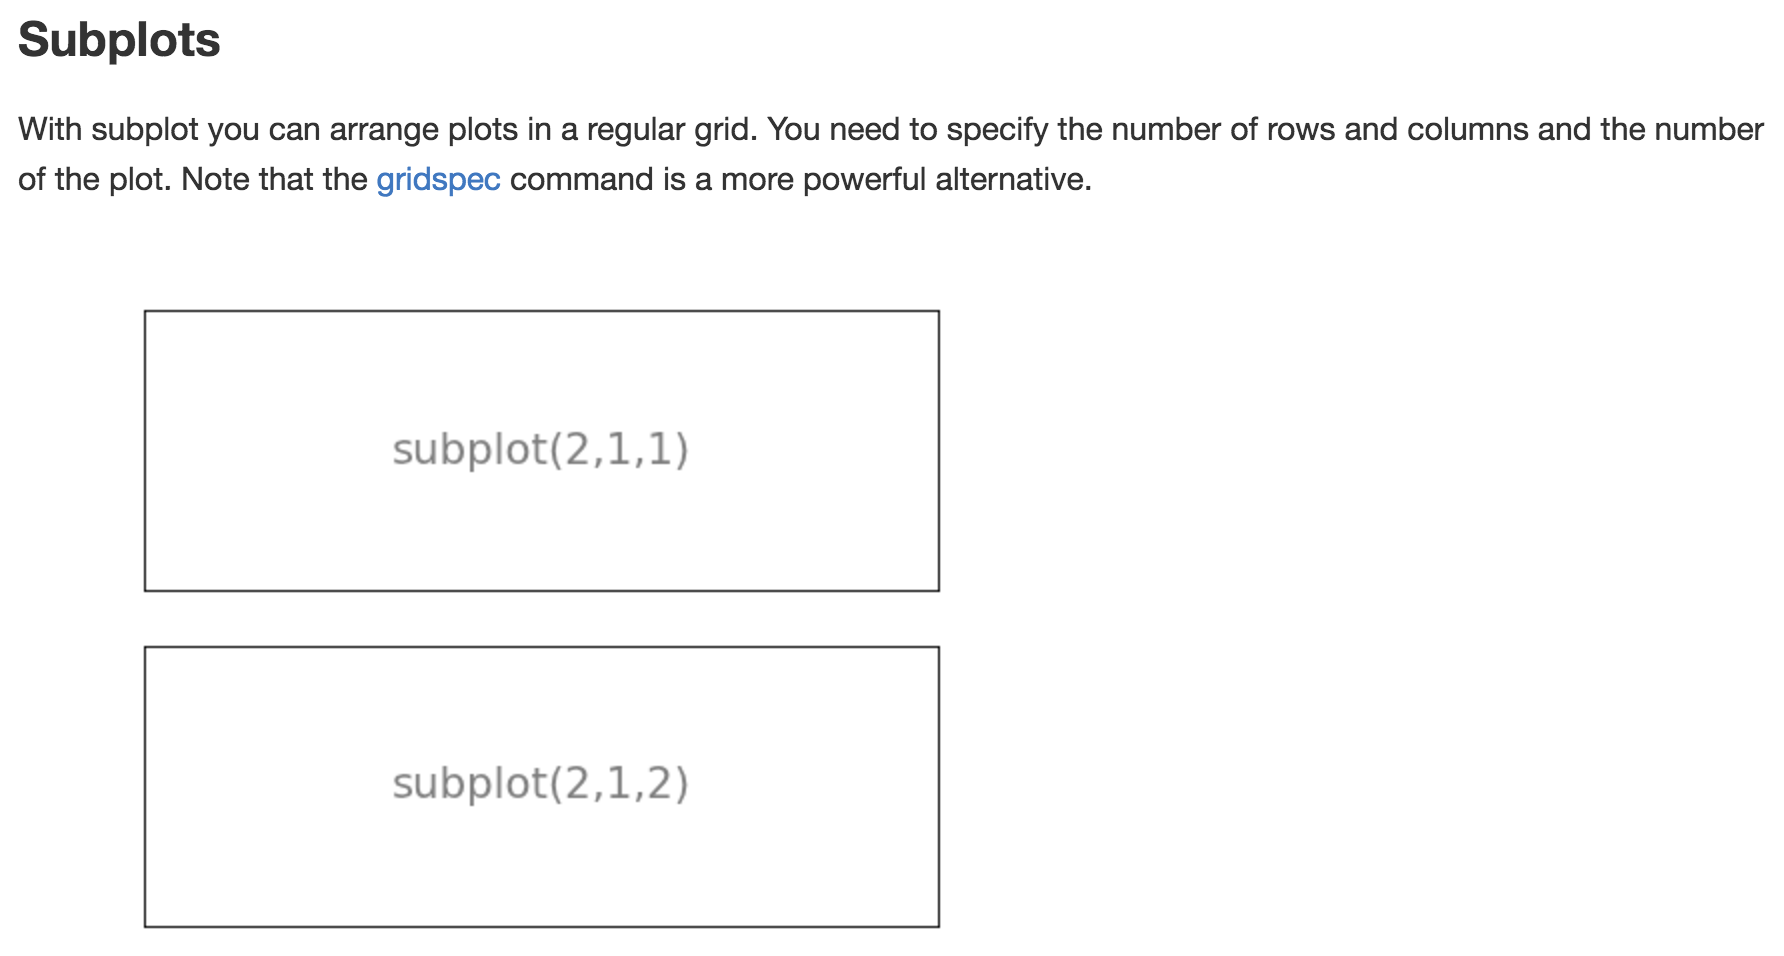 Subplots
With subplot you can arrange plots in a regular grid. You need to specify the number of rows and columns and the number
of the plot. Note that the gridspec command is a more powerful alternative.
subplot(2,1,1)
subplot(2,1,2)